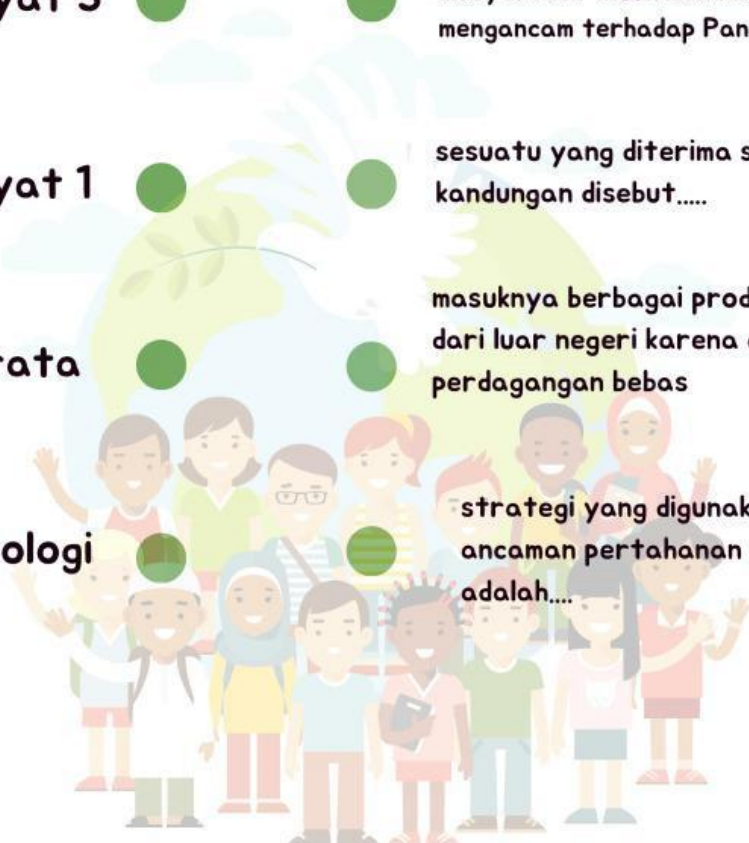 mengancam terhadap Pan
yat 1
sesuatu yang diterima s
kandungan disebut.....
masuknya berbagai prod
dari luar negeri karena
perdagangan bebas
rata
strategi yang digunak
ancaman pertahanan
adalah....
ologi